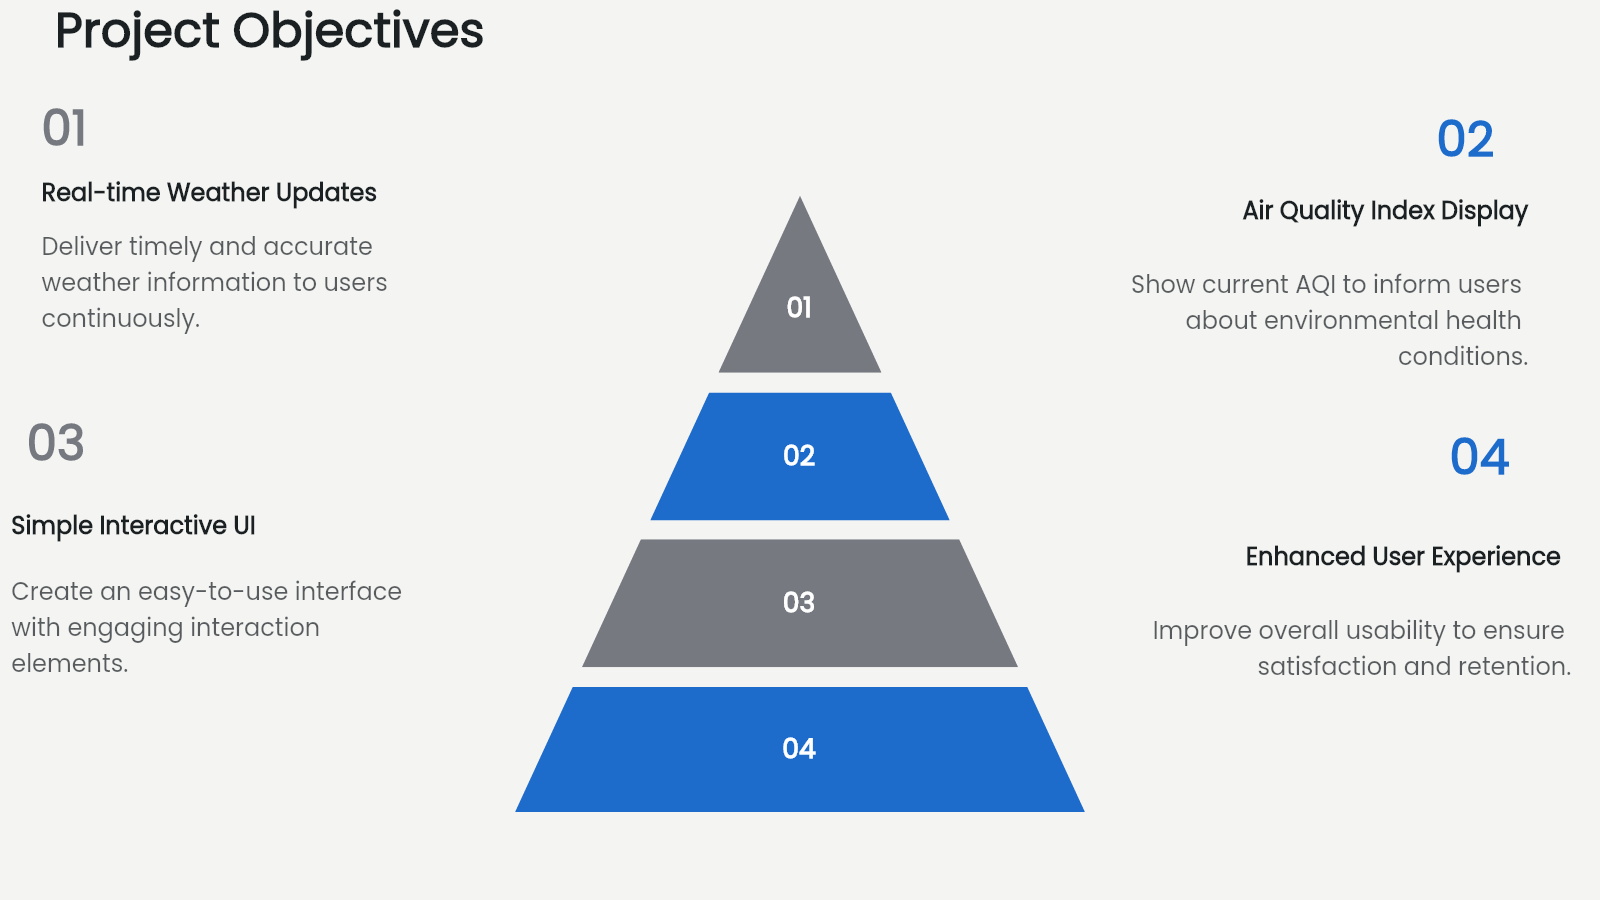 Project Objectives
01
Real-time Weather Updates
Deliver timely and accurate
weather information to users
continuously.
02
Air Quality Index Display
Show current AQI to inform users
about environmental health
conditions.
03
Simple Interactive UI
Create an easy-to-use interface
with engaging interaction
elements.
04
Enhanced User Experience
Improve overall usability to ensure
satisfaction and retention.
01
02
03
04